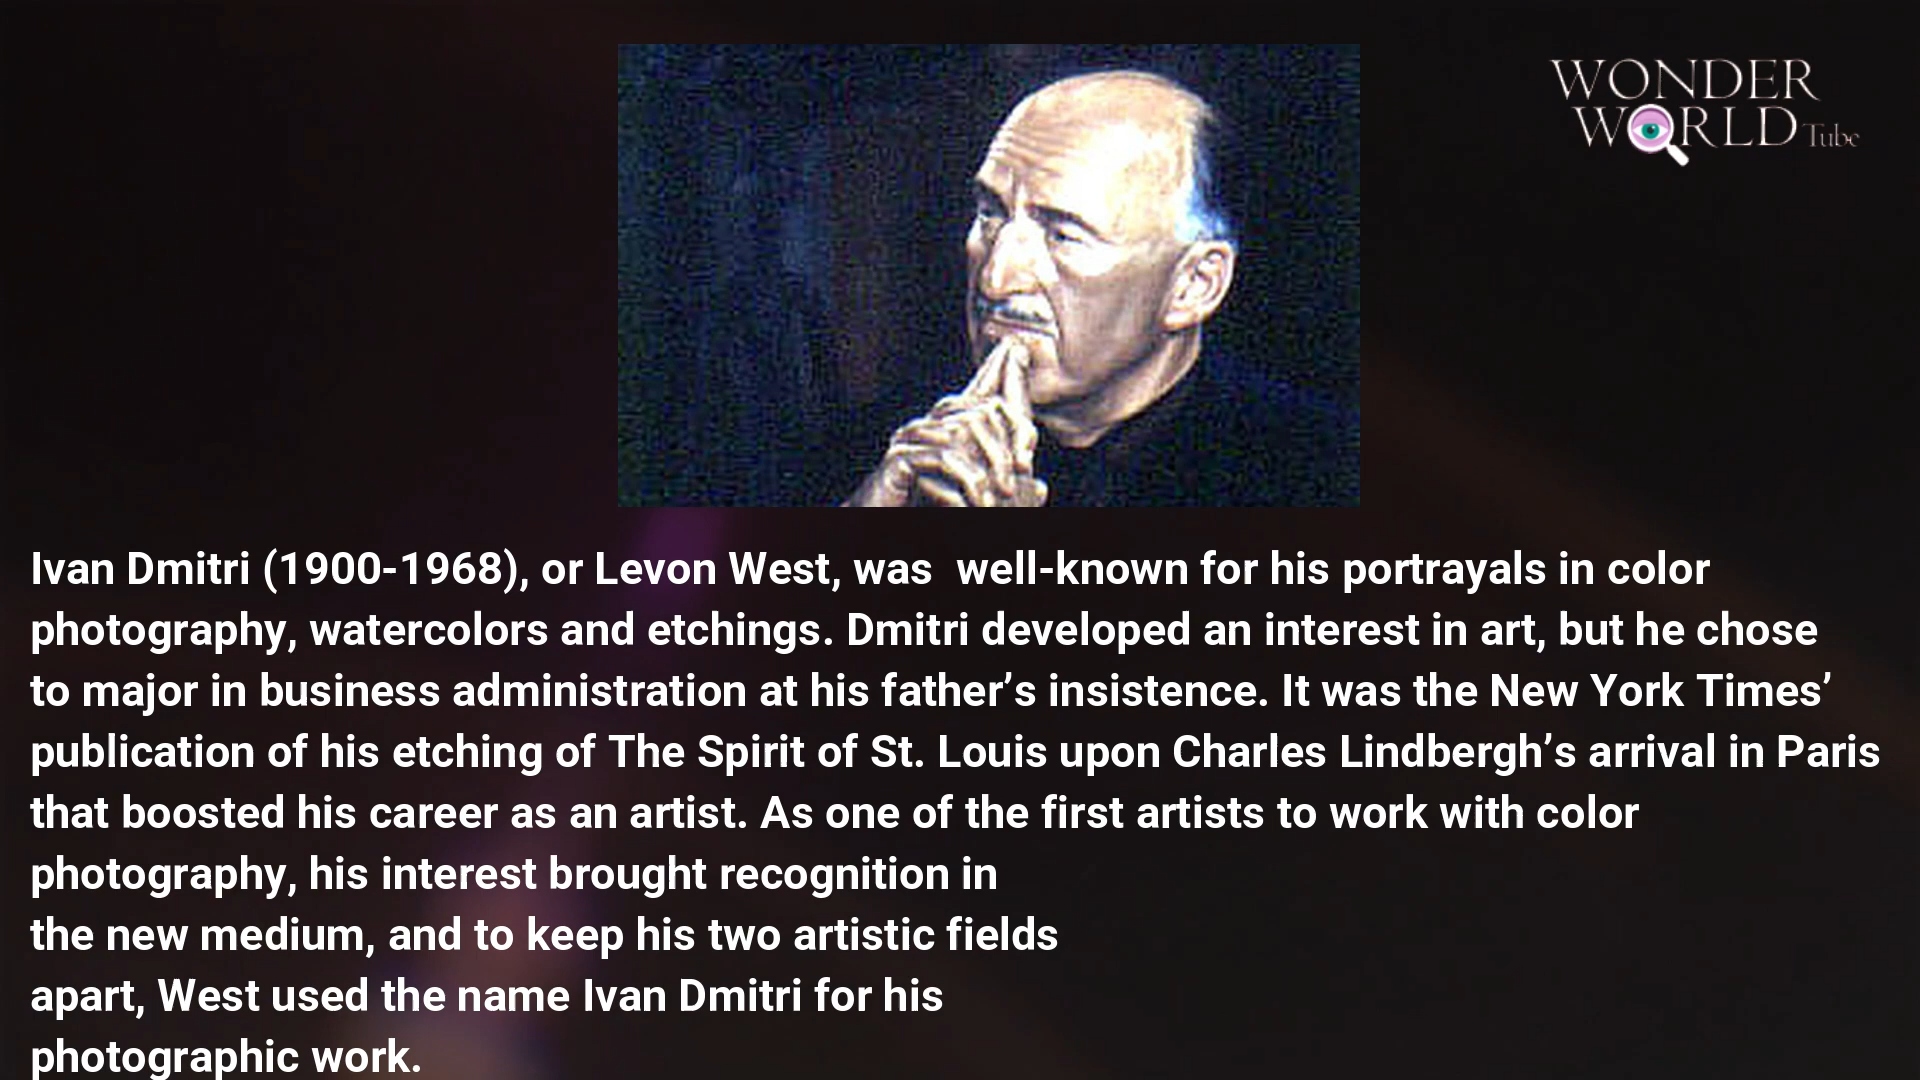 WONDER
WORLD Tube
Ivan Dmitri (1900-1968), or Levon West, was  well-known for his portrayals in color
photography, watercolors and etchings. Dmitri developed an interest in art, but he chose
to major in business administration at his father’s insistence. It was the New York Times’
publication of his etching of The Spirit of St. Louis upon Charles Lindbergh’s arrival in Paris
that boosted his career as an artist. As one of the first artists to work with color
photography, his interest brought recognition in
the new medium, and to keep his two artistic fields
apart, West used the name Ivan Dmitri for his
photographic work.